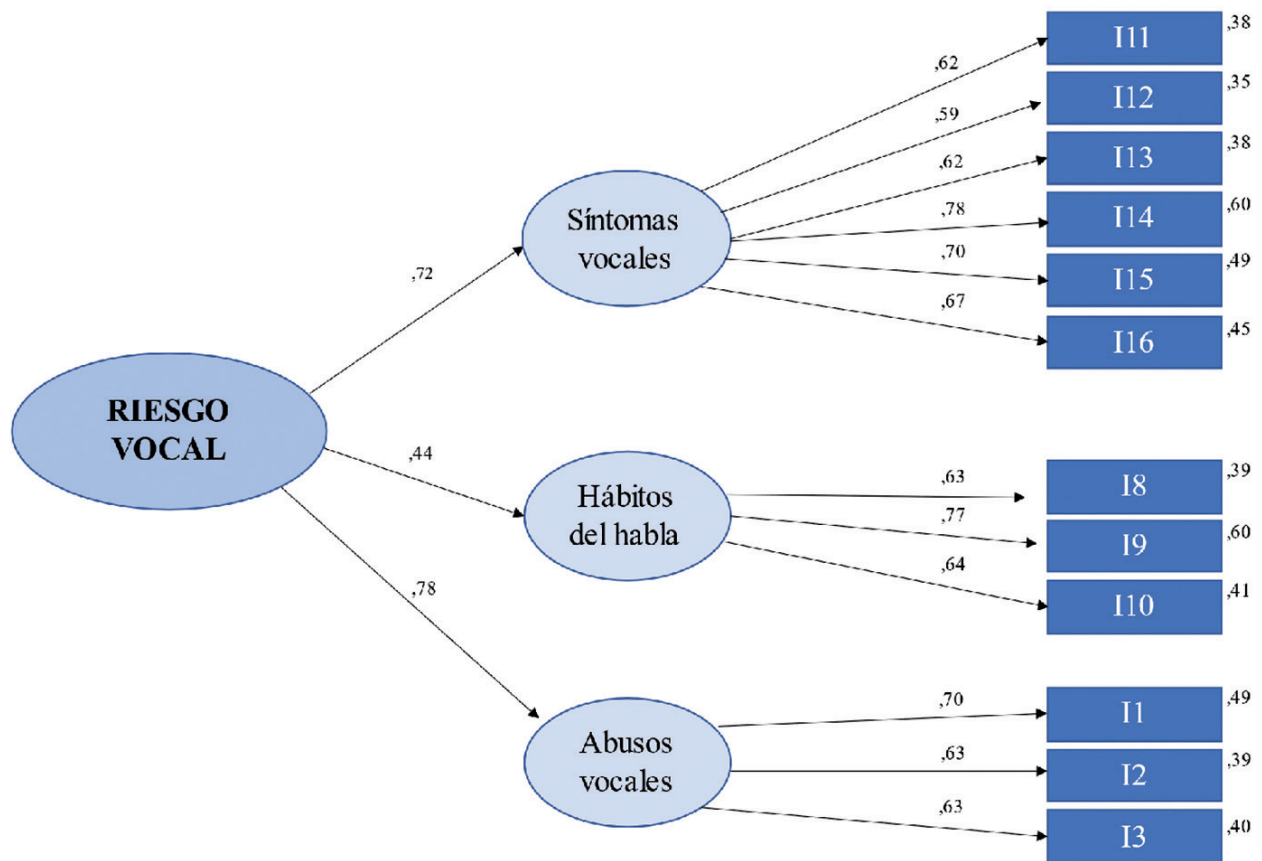 I11
,38
,62
I12
,35
,59
I13
,38
,62
Síntomas
vocales
I14
,60
,78
I15
,49
,70
,72
I16
,45
,67
RIESGO
VOCAL
,44
Hábitos
del habla
I8
,39
,63
I9
,60
,77
I10
,41
,64
,78
Abusos
vocales
I1
,49
,70
I2
,39
,63
I3
,40
,63